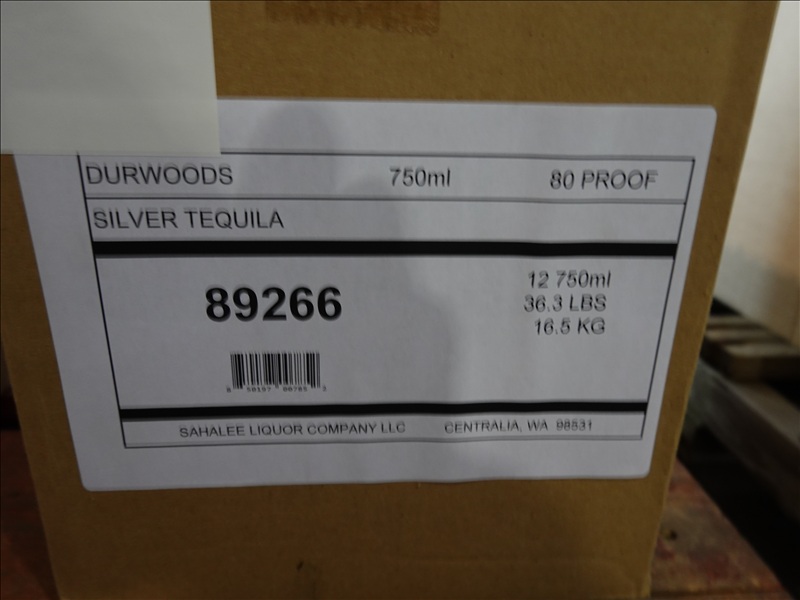 DURWOODS 750ml 80 PROOF
SILVER TEQUILA
89266
12 750ml
36.3 LBS
16.5 KG
SAHALEE LIQUOR COMPANY LLC CENTRALIA, WA 98531